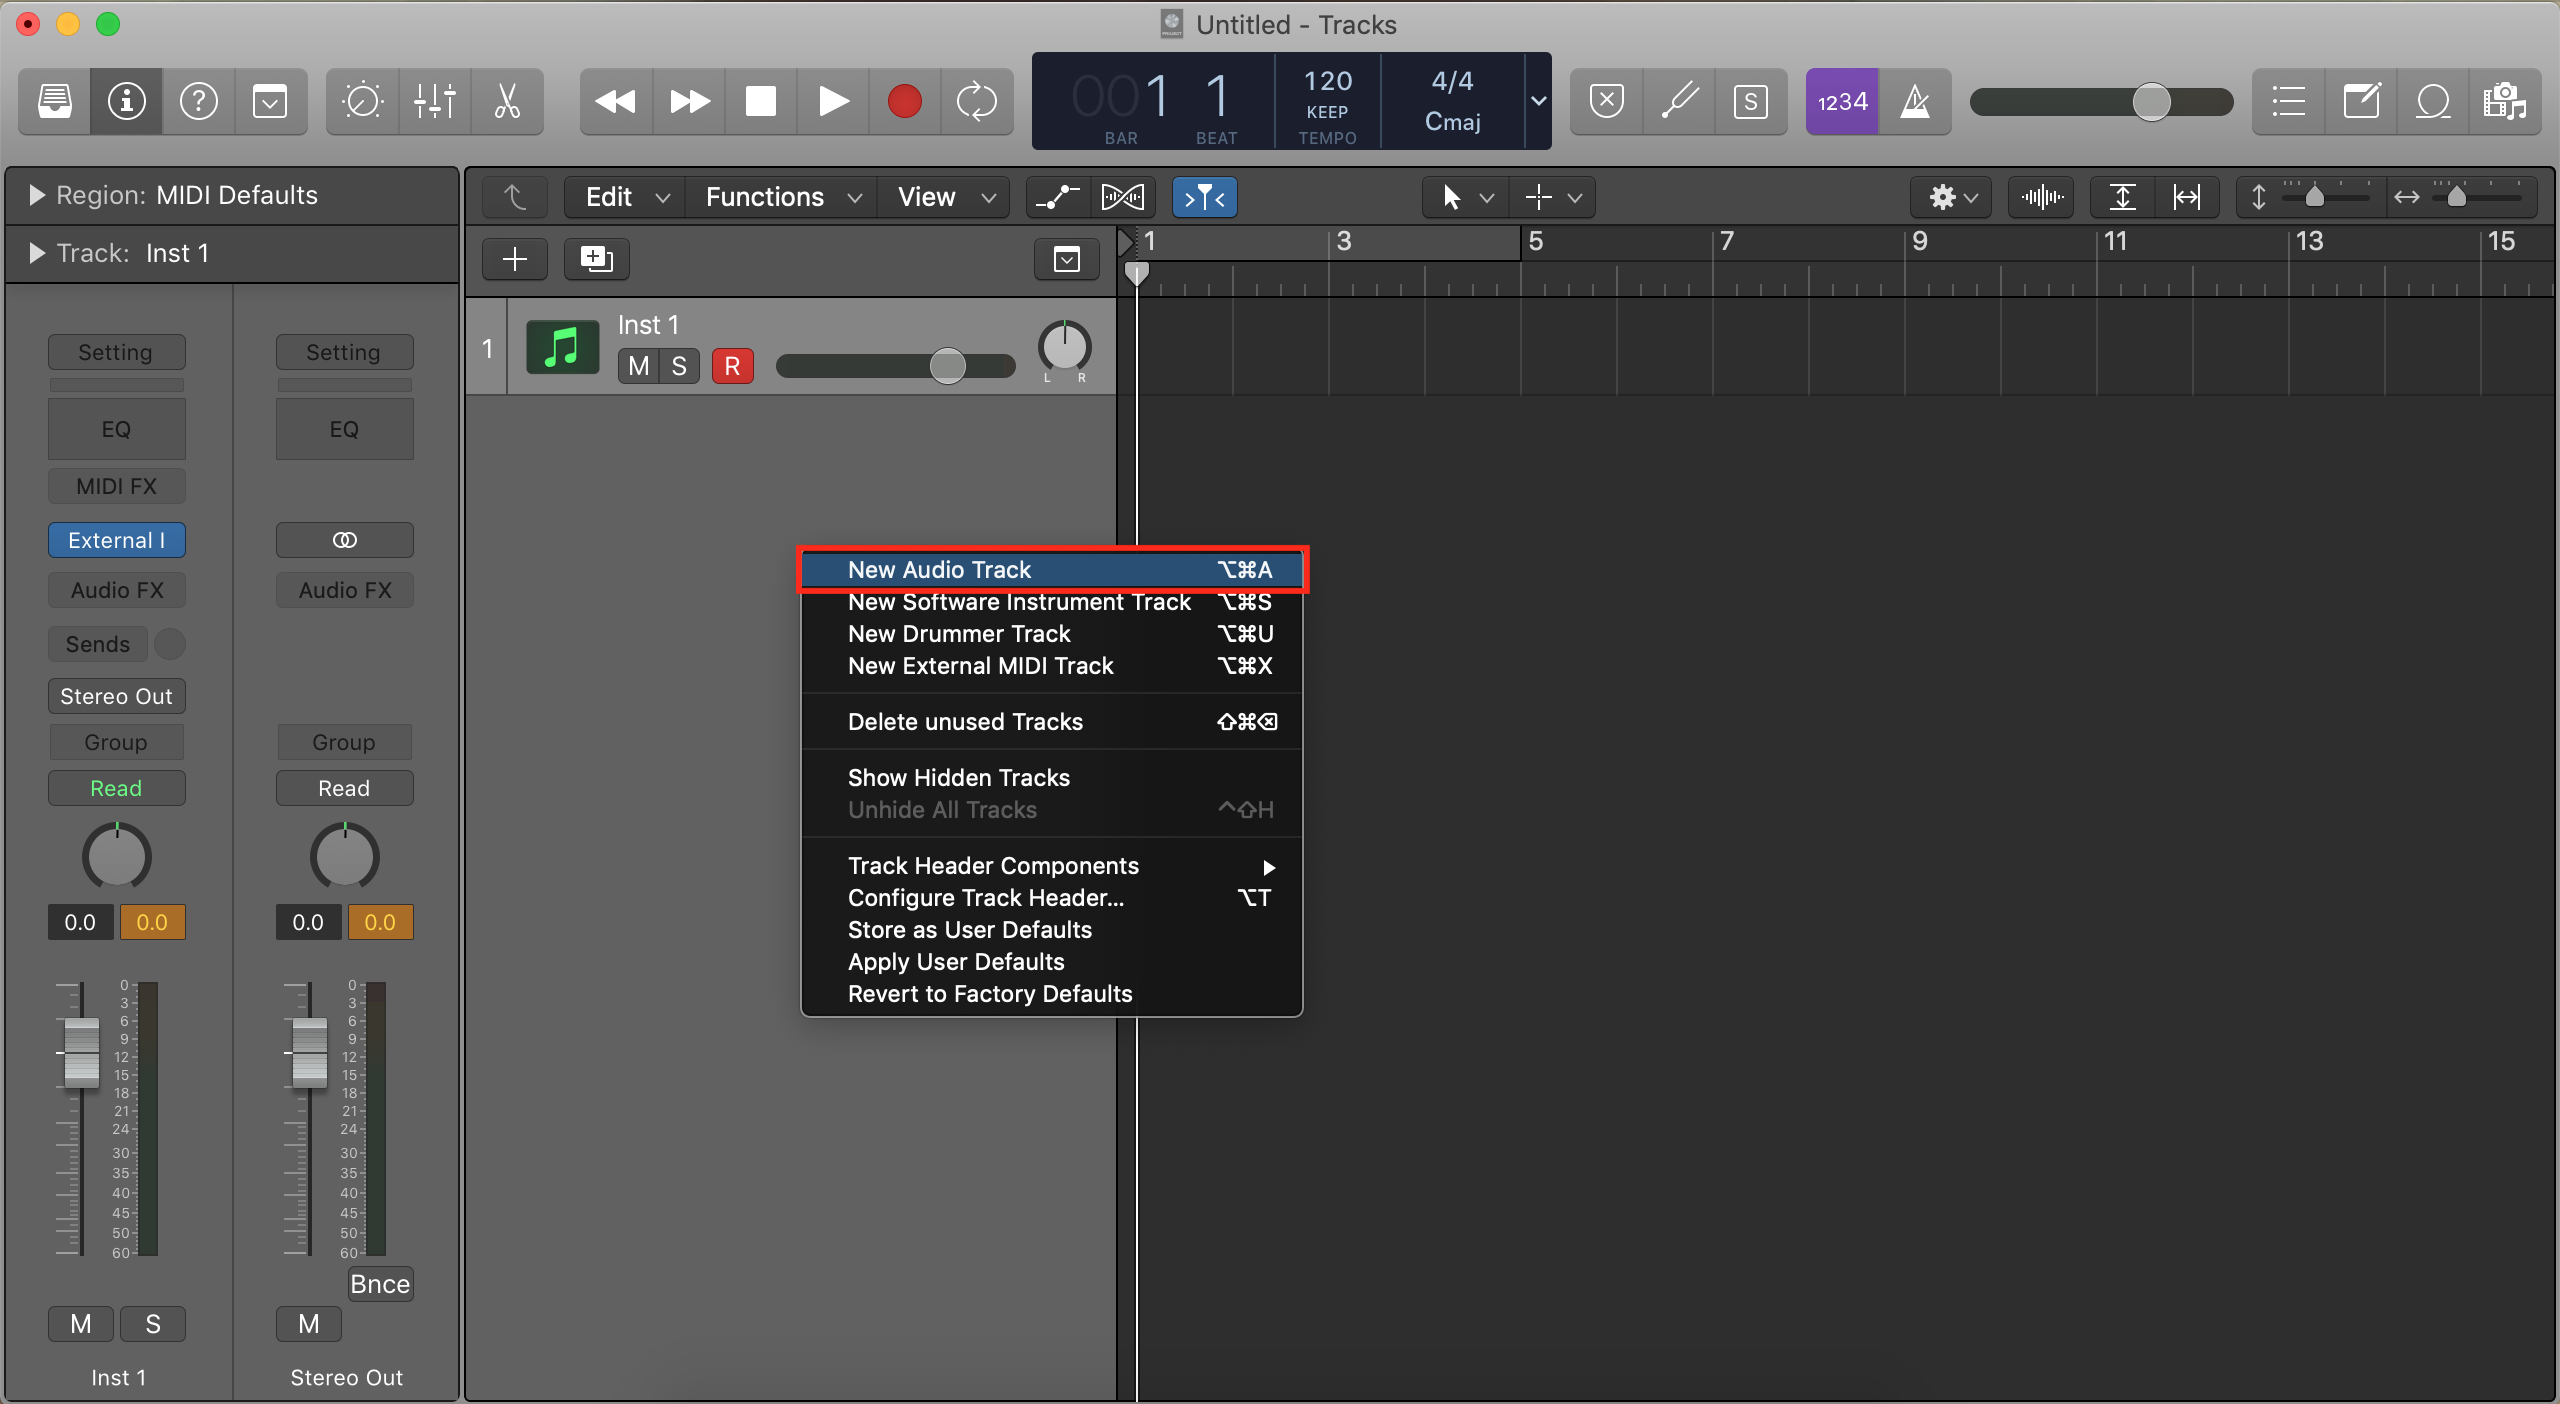 Untitled - Tracks
001 1
BAR BEAT
120
KEEP
TEMPO
4/4
Cmaj
S
1234
Region: MIDI Defaults
Track: Inst 1
Edit
Functions
View
1 3 5 7 9 11 13 15
1
Inst 1
M S R
L R
Setting
EQ
MIDI FX
External I
Audio FX
Sends
Stereo Out
Group
Read
0.0 0.0
0
3
6
9
12
15
18
21
24
30
35
40
45
50
60
M S
Inst 1
Setting
EQ
Audio FX
Group
Read
0.0 0.0
0
3
6
9
12
15
18
21
24
30
35
40
45
50
60
Bnce
M
Stereo Out
New Audio Track ⌥⌘A
New Software Instrument Track ⌥⌘S
New Drummer Track ⌥⌘U
New External MIDI Track ⌥⌘X
Delete unused Tracks ⇧⌘⌫
Show Hidden Tracks
Unhide All Tracks ^⇧H
Track Header Components
Configure Track Header... ⌥T
Store as User Defaults
Apply User Defaults
Revert to Factory Defaults